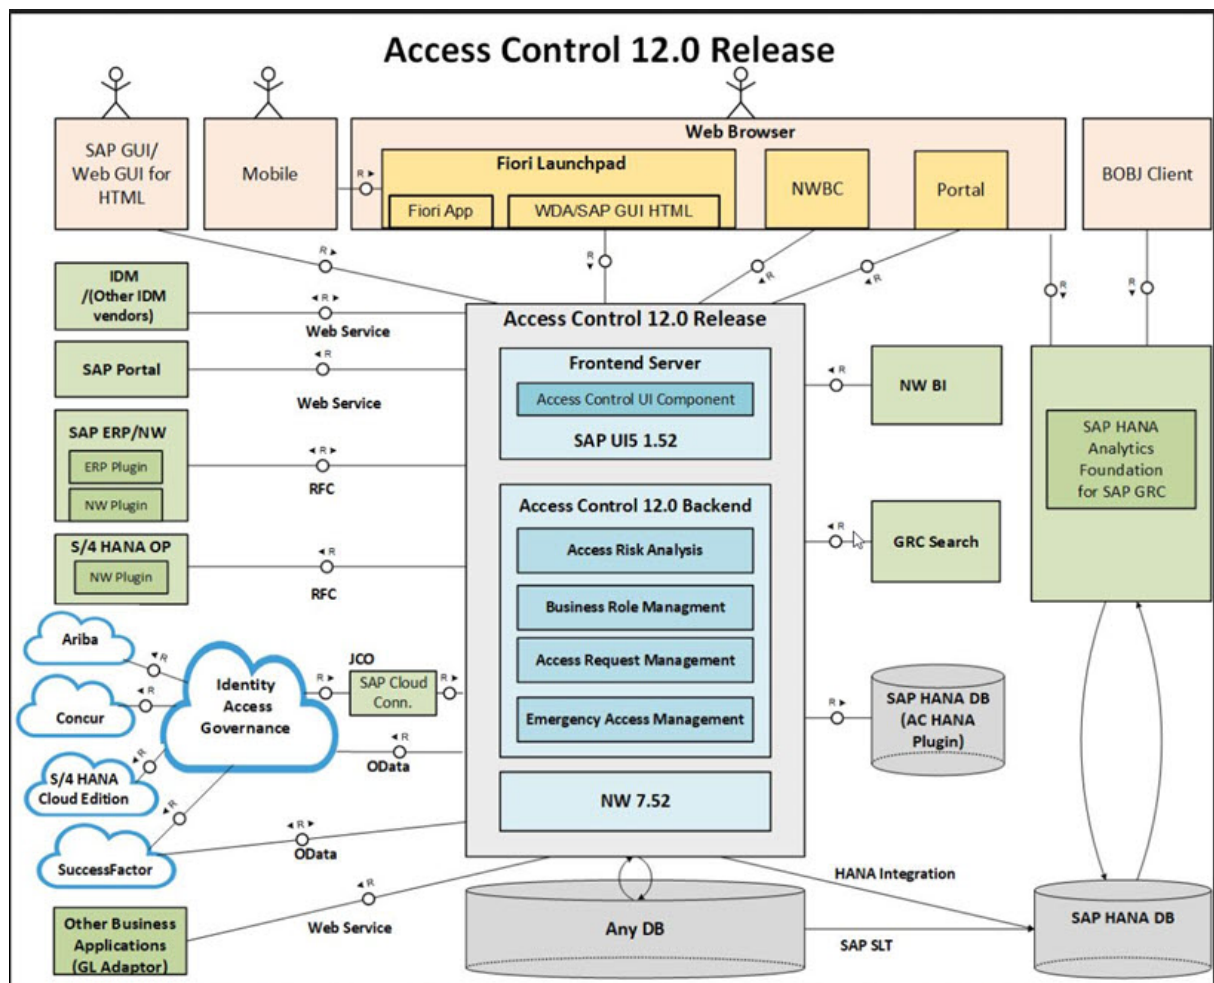 Access Control 12.0 Release
SAP GUI/
Web GUI for
HTML
Mobile
R
Web Browser
Fiori Launchpad
Fiori App
WDA/SAP GUI HTML
NWBC
Portal
BOBJ Client
R
R
R
R
R
R
IDM
/(Other IDM
vendors)
R
Web Service
SAP Portal
R
Web Service
SAP ERP/NW
ERP Plugin
NW Plugin
R
RFC
S/4 HANA OP
NW Plugin
R
RFC
Ariba
R
Concur
R
S/4 HANA
Cloud Edition
R
SuccessFactor
R
Identity
Access
Governance
R
JCO
SAP Cloud
Conn.
R
R
OData
R
OData
Other Business
Applications
(GL Adaptor)
R
Web Service
Access Control 12.0 Release
Frontend Server
Access Control UI Component
SAP UI5 1.52
Access Control 12.0 Backend
Access Risk Analysis
Business Role Managment
Access Request Management
Emergency Access Management
NW 7.52
Any DB
R
NW BI
R
GRC Search
R
SAP HANA DB
(AC HANA
Plugin)
SAP HANA
Analytics
Foundation
for SAP GRC
HANA Integration
SAP SLT
SAP HANA DB